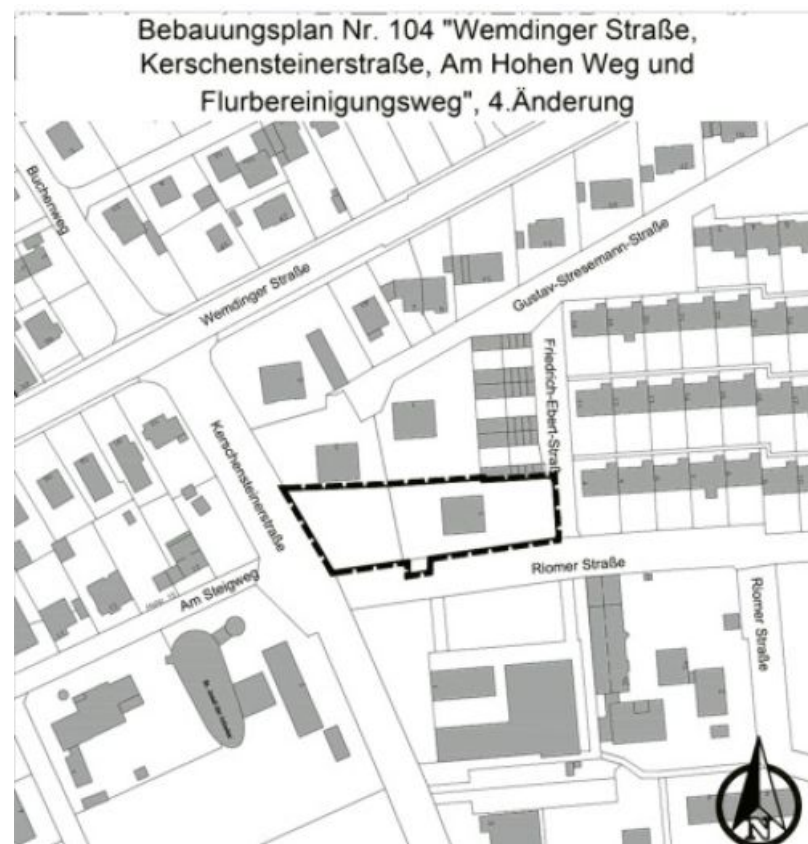 Bebauungsplan Nr. 104 "Wemdinger Straße,
Kerschensteinerstraße, Am Hohen Weg und
Flurbereinigungsweg", 4.Änderung
Buchenweg
Wemdinger Straße
Gustav-Stresemann-Straße
Friedrich-Ebert-Straße
Kerschensteinerstraße
Am Steigweg
Riomer Straße
Riomer Straße
N